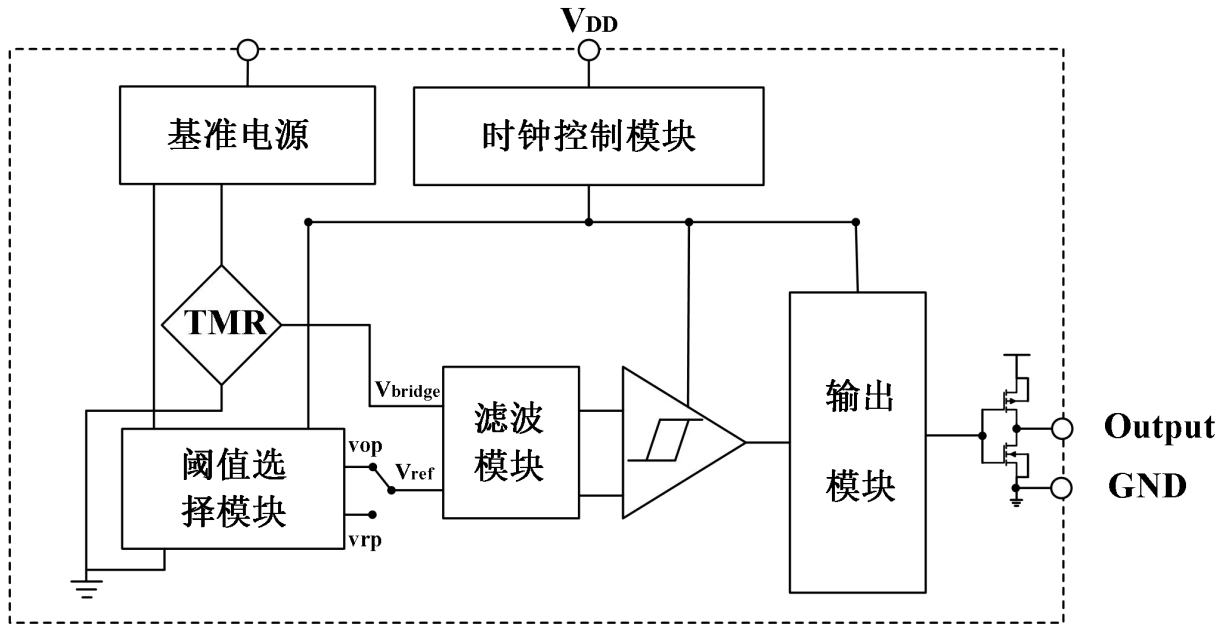 VDD
基准电源
时钟控制模块
TMR
Vbridge
滤波
模块
输出
模块
Output
GND
阈值选
择模块
vop
Vref
vrp